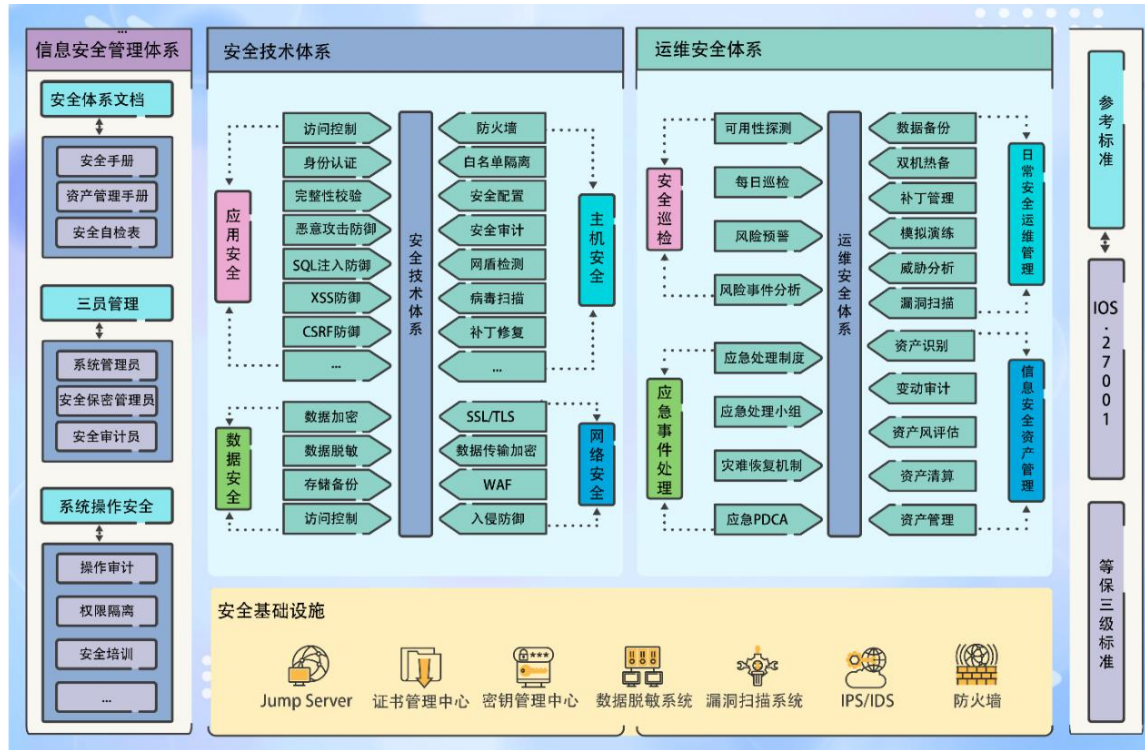 ...
信息安全管理体系
安全体系文档
安全手册
资产管理手册
安全自检表
三员管理
系统管理员
安全保密管理员
安全审计员
系统操作安全
操作审计
权限隔离
安全培训
...
安全技术体系
应用安全
访问控制
身份认证
完整性校验
恶意攻击防御
SQL注入防御
XSS防御
CSRF防御
...
数据安全
数据加密
数据脱敏
存储备份
访问控制
安全技术体系
防火墙
白名单隔离
安全配置
安全审计
网盾检测
病毒扫描
补丁修复
...
主机安全
SSL/TLS
数据传输加密
WAF
入侵防御
网络安全
运维安全体系
安全巡检
可用性探测
每日巡检
风险预警
风险事件分析
应急事件处理
应急处理制度
应急处理小组
灾难恢复机制
应急PDCA
运维安全体系
数据备份
双机热备
补丁管理
模拟演练
威胁分析
漏洞扫描
日常安全运维管理
资产识别
变动审计
资产风评估
资产清算
资产管理
信息安全资产管理
安全基础设施
Jump Server
证书管理中心
密钥管理中心
数据脱敏系统
漏洞扫描系统
IPS/IDS
防火墙
参考标准
IOS·27001
等保三级标准